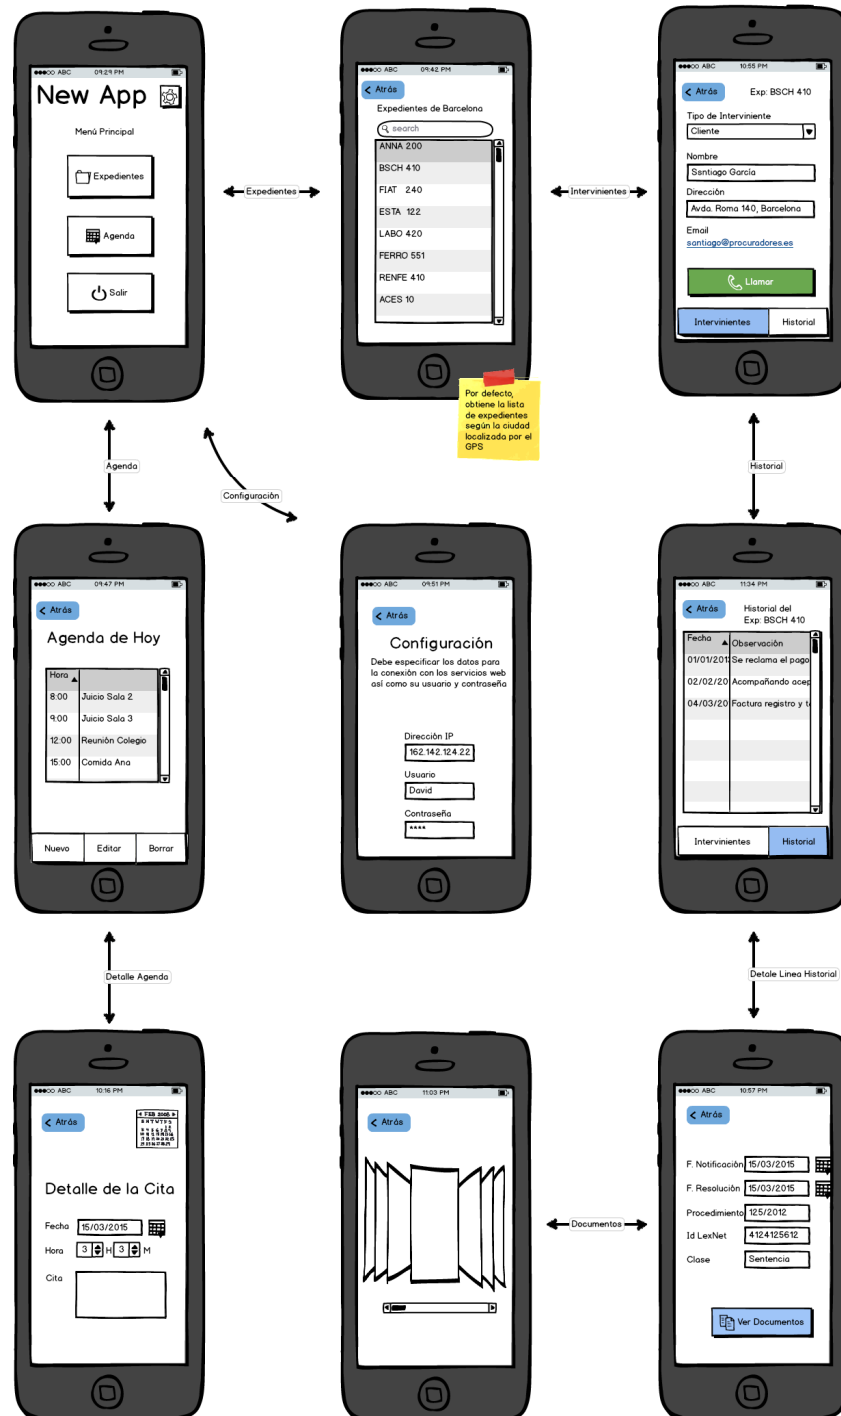 ABC 09:29 PM
New App
Menú Principal
Expedientes
Agenda
Salir
Expedientes
ABC 09:42 PM
Atrás
Expedientes de Barcelona
search
ANNA 200
BSCH 410
FIAT 240
ESTA 122
LABO 420
FERRO 551
RENFE 410
ACES 10
Por defecto,
obtiene la lista
de expedientes
según la ciudad
localizada por el
GPS
Intervinientes
ABC 10:55 PM
Atrás Exp: BSCH 410
Tipo de Interviniente
Cliente
Nombre
Ssntiago García
Dirección
Avda. Roma 140, Barcelona
Email
santiago@procuradores.es
Llamar
Intervinientes Historial
Agenda
Configuración
Historial
ABC 09:47 PM
Atrás
Agenda de Hoy
Hora
8:00 Juicio Sala 2
9:00 Juicio Sala 3
12:00 Reunión Colegio
15:00 Comida Ana
Nuevo Editar Borrar
ABC 09:51 PM
Atrás
Configuración
Debe especificar los datos para
la conexión con los servicios web
así como su usuario y contraseña
Dirección IP
162.142.124.22
Usuario
David
Contraseña
****
ABC 11:34 PM
Atrás
Historial del
Exp: BSCH 410
Fecha Observación
01/01/201 Se reclama el pago
02/02/20 Acompañando acep
04/03/20 Factura registro y t
Intervinientes Historial
Detalle Agenda
Detale Linea Historial
ABC 10:16 PM
Atrás
FEB 2008
S M T W T F S
Detalle de la Cita
Fecha 15/03/2015
Hora 3 H 3 M
Cita
ABC 11:03 PM
Atrás
Documentos
ABC 10:57 PM
Atrás
F. Notificación 15/03/2015
F. Resolución 15/03/2015
Procedimiento 125/2012
Id LexNet 4124125612
Clase Sentencia
Ver Documentos